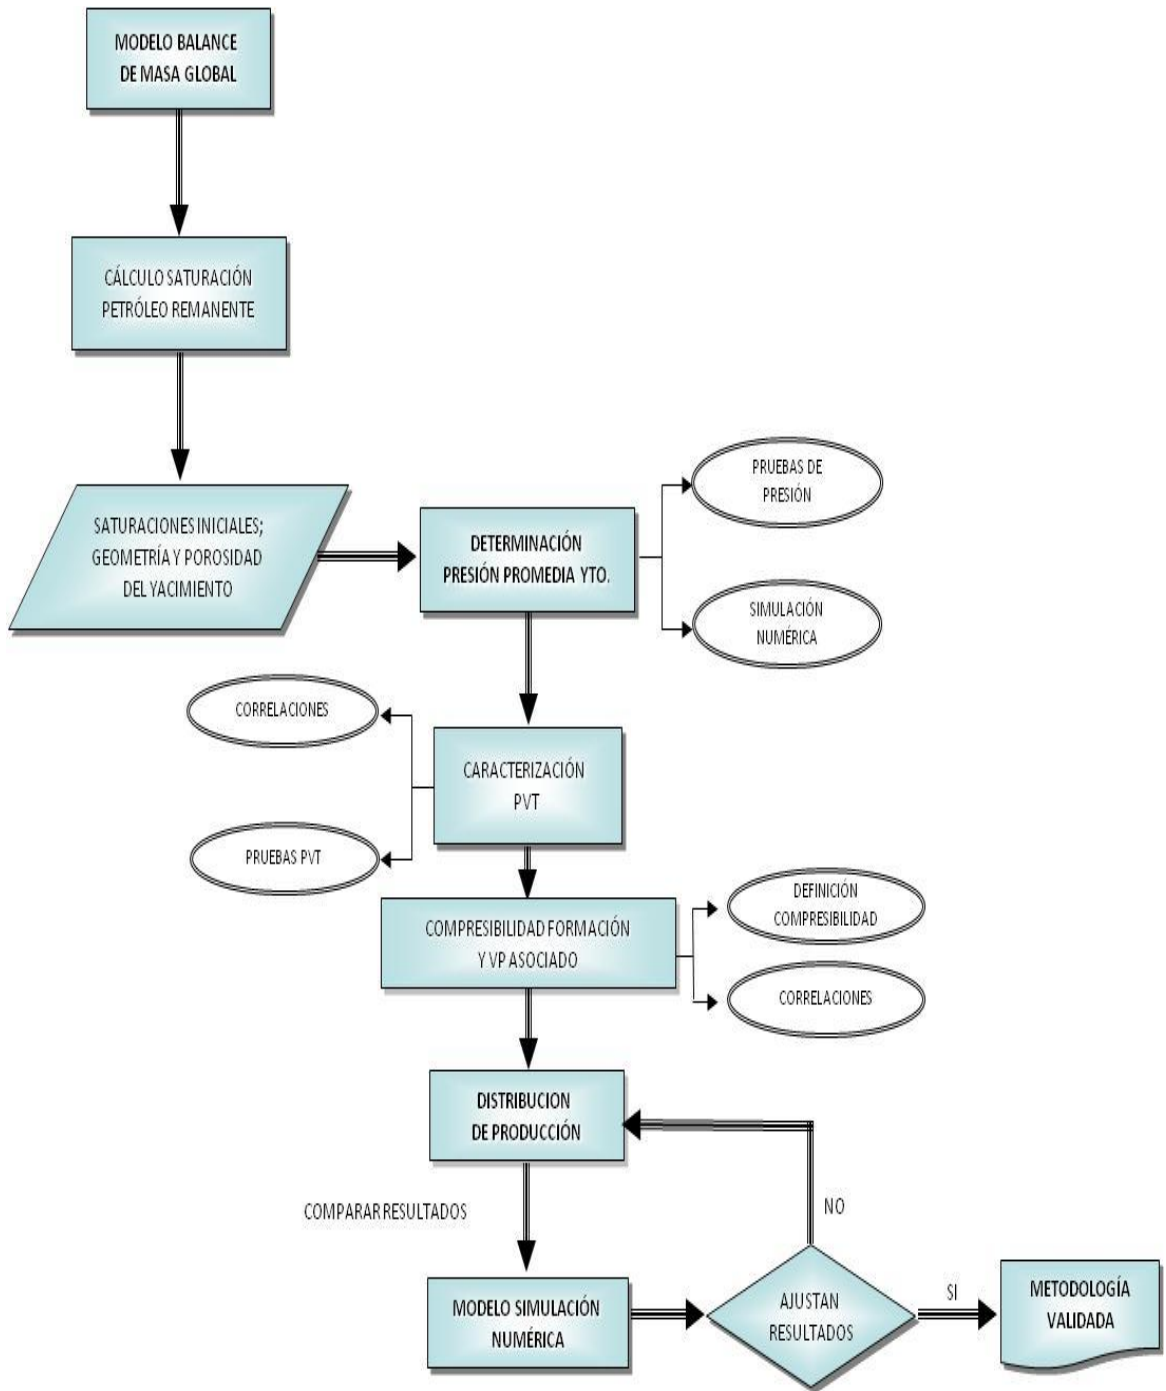 MODELO BALANCE
DE MASA GLOBAL
CÁLCULO SATURACIÓN
PETRÓLEO REMANENTE
SATURACIONES INICIALES;
GEOMETRÍA Y POROSIDAD
DEL YACIMIENTO
DETERMINACIÓN
PRESIÓN PROMEDIA YTO.
PRUEBAS DE
PRESIÓN
SIMULACIÓN
NUMÉRICA
CORRELACIONES
CARACTERIZACIÓN
PVT
PRUEBAS PVT
COMPRESIBILIDAD FORMACIÓN
Y VP ASOCIADO
DEFINICIÓN
COMPRESIBILIDAD
CORRELACIONES
DISTRIBUCION
DE PRODUCCIÓN
COMPARAR RESULTADOS
NO
MODELO SIMULACIÓN
NUMÉRICA
AJUSTAN
RESULTADOS
SI
METODOLOGÍA
VALIDADA